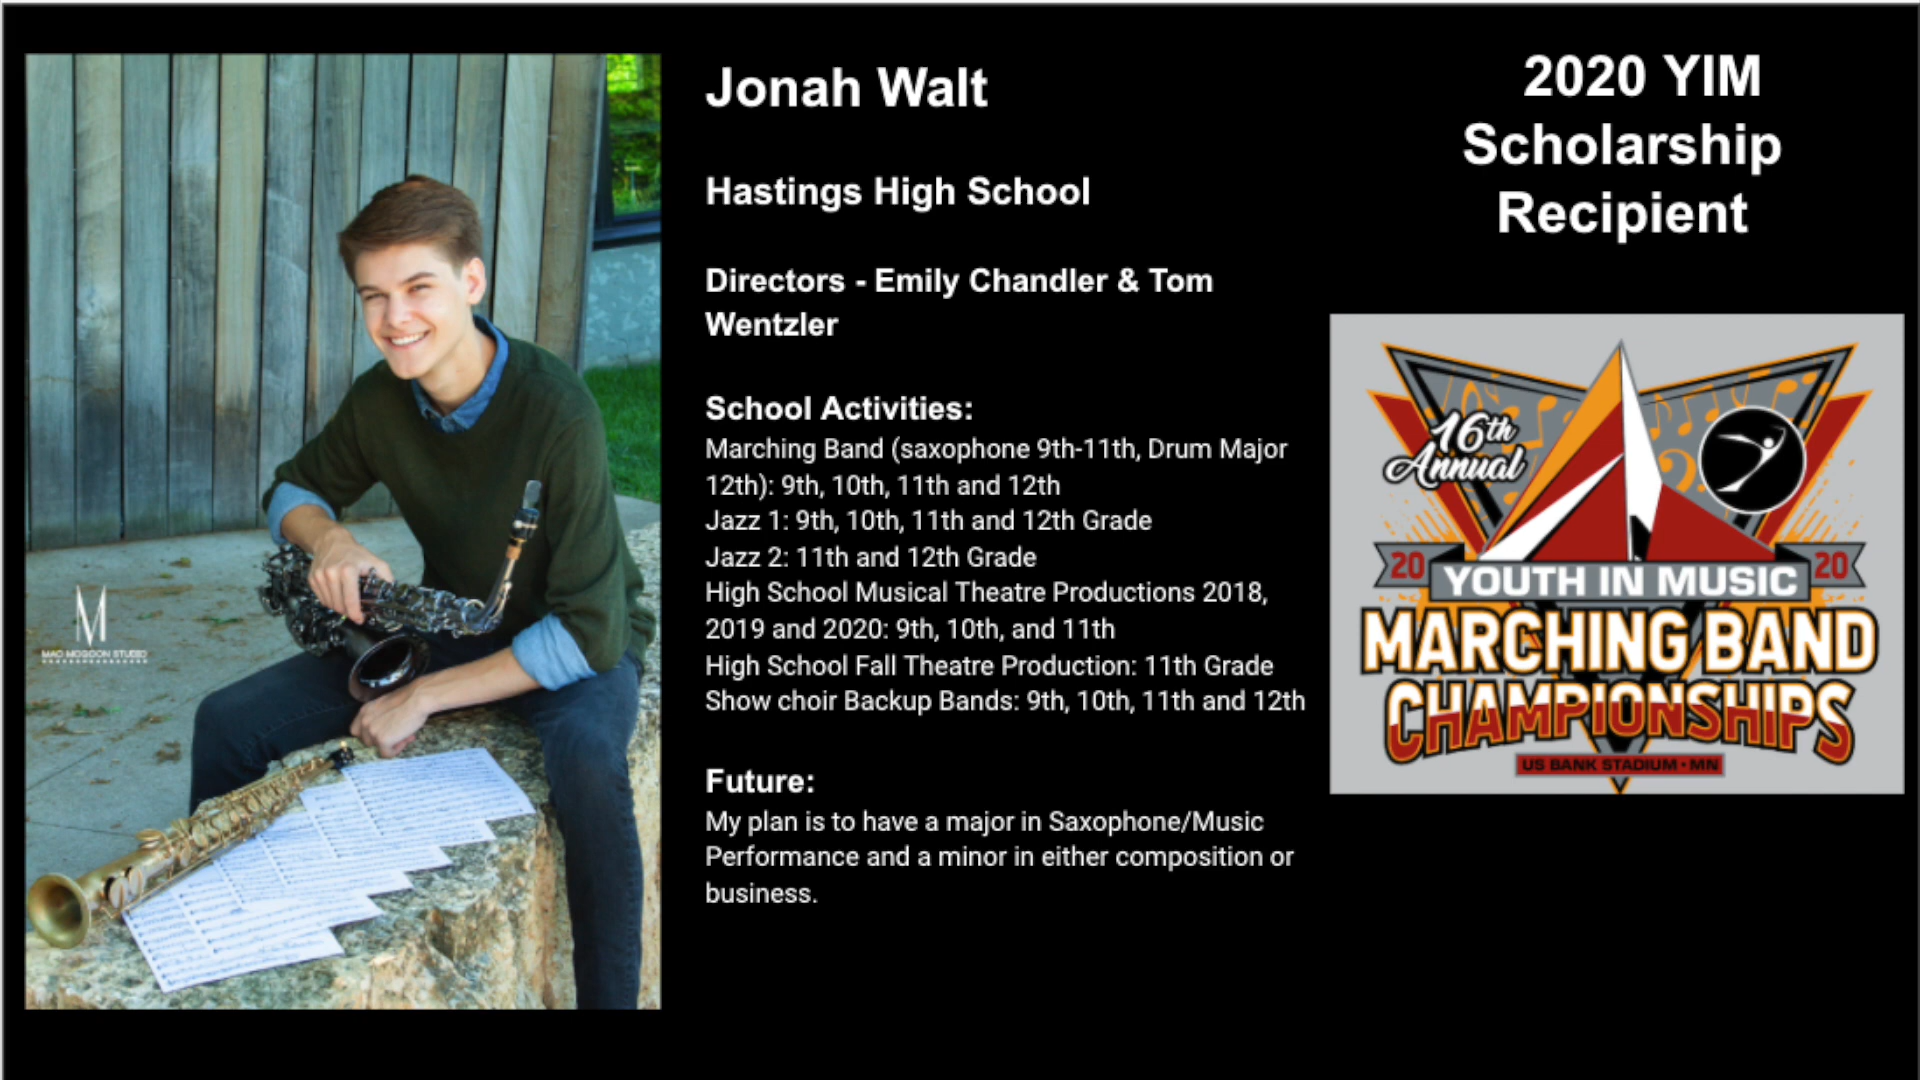 Jonah Walt
Hastings High School
Directors - Emily Chandler & Tom
Wentzler
School Activities:
Marching Band (saxophone 9th-11th, Drum Major
12th): 9th, 10th, 11th and 12th
Jazz 1: 9th, 10th, 11th and 12th Grade
Jazz 2: 11th and 12th Grade
High School Musical Theatre Productions 2018,
2019 and 2020: 9th, 10th, and 11th
High School Fall Theatre Production: 11th Grade
Show choir Backup Bands: 9th, 10th, 11th and 12th
Future:
My plan is to have a major in Saxophone/Music
Performance and a minor in either composition or
business.
2020 YIM
Scholarship
Recipient
16th
Annual
20 20
YOUTH IN MUSIC
MARCHING BAND
CHAMPIONSHIPS
US BANK STADIUM • MN
M
STUDIO